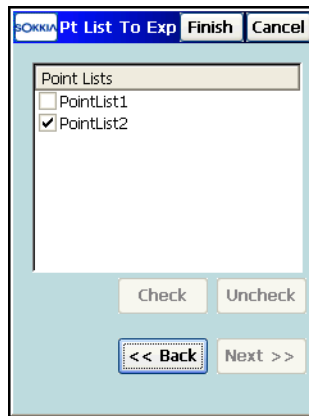 SOKKIA Pt List To Exp Finish Cancel
Point Lists
PointList1
PointList2
Check Uncheck
<< Back Next >>